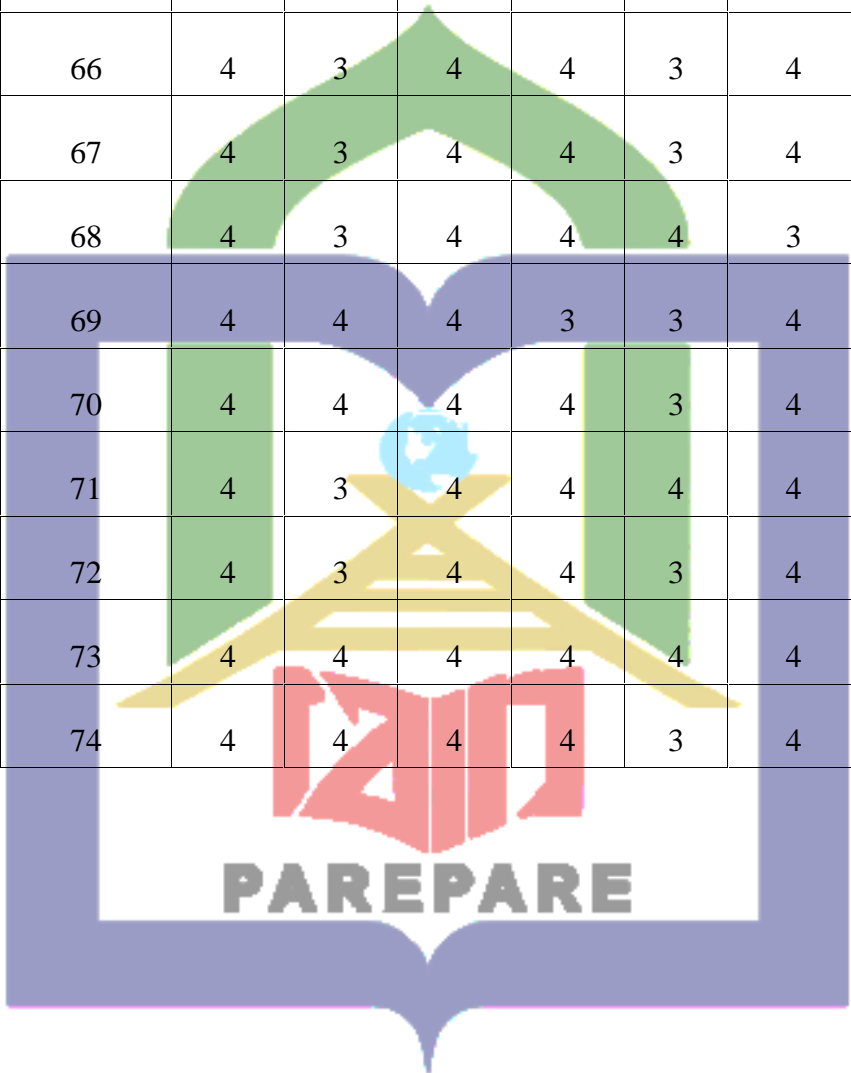 66 4 3 4 4 3 4
67 4 3 4 4 3 4
68 4 3 4 4 4 3
69 4 4 4 3 3 4
70 4 4 4 4 3 4
71 4 3 4 4 4 4
72 4 3 4 4 3 4
73 4 4 4 4 4 4
74 4 4 4 4 3 4
iain
PAREPARE